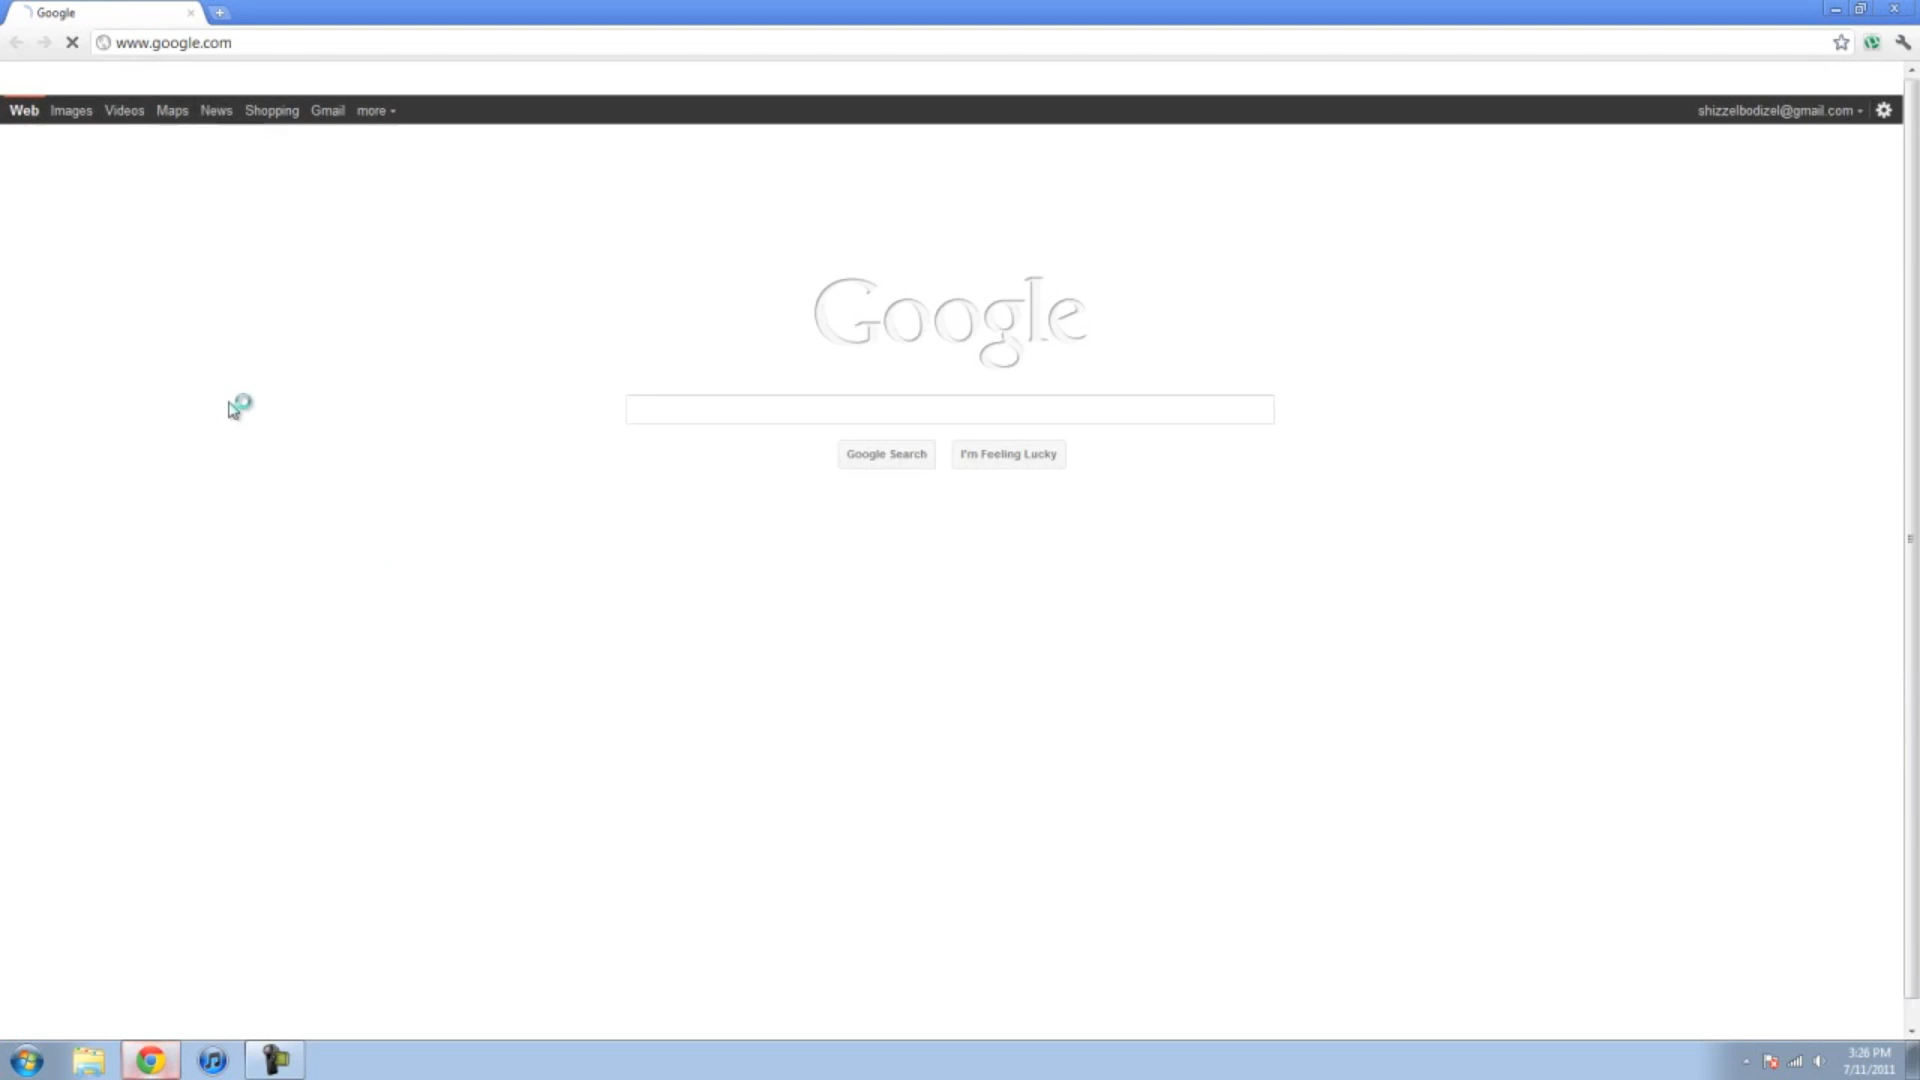 Google
www.google.com
Web Images Videos Maps News Shopping Gmail more
shizzelbodizel@gmail.com
Google
Google Search I'm Feeling Lucky
3:26 PM
7/11/2011